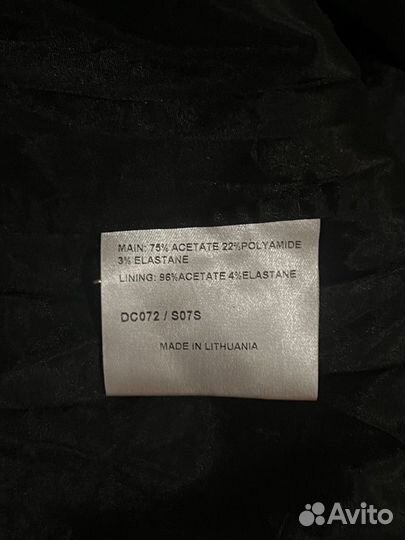 MAIN: 75% ACETATE 22%POLYAMIDE
3% ELASTANE
LINING: 96%ACETATE 4%ELASTANE
DC072 / S07S
MADE IN LITHUANIA
Avito